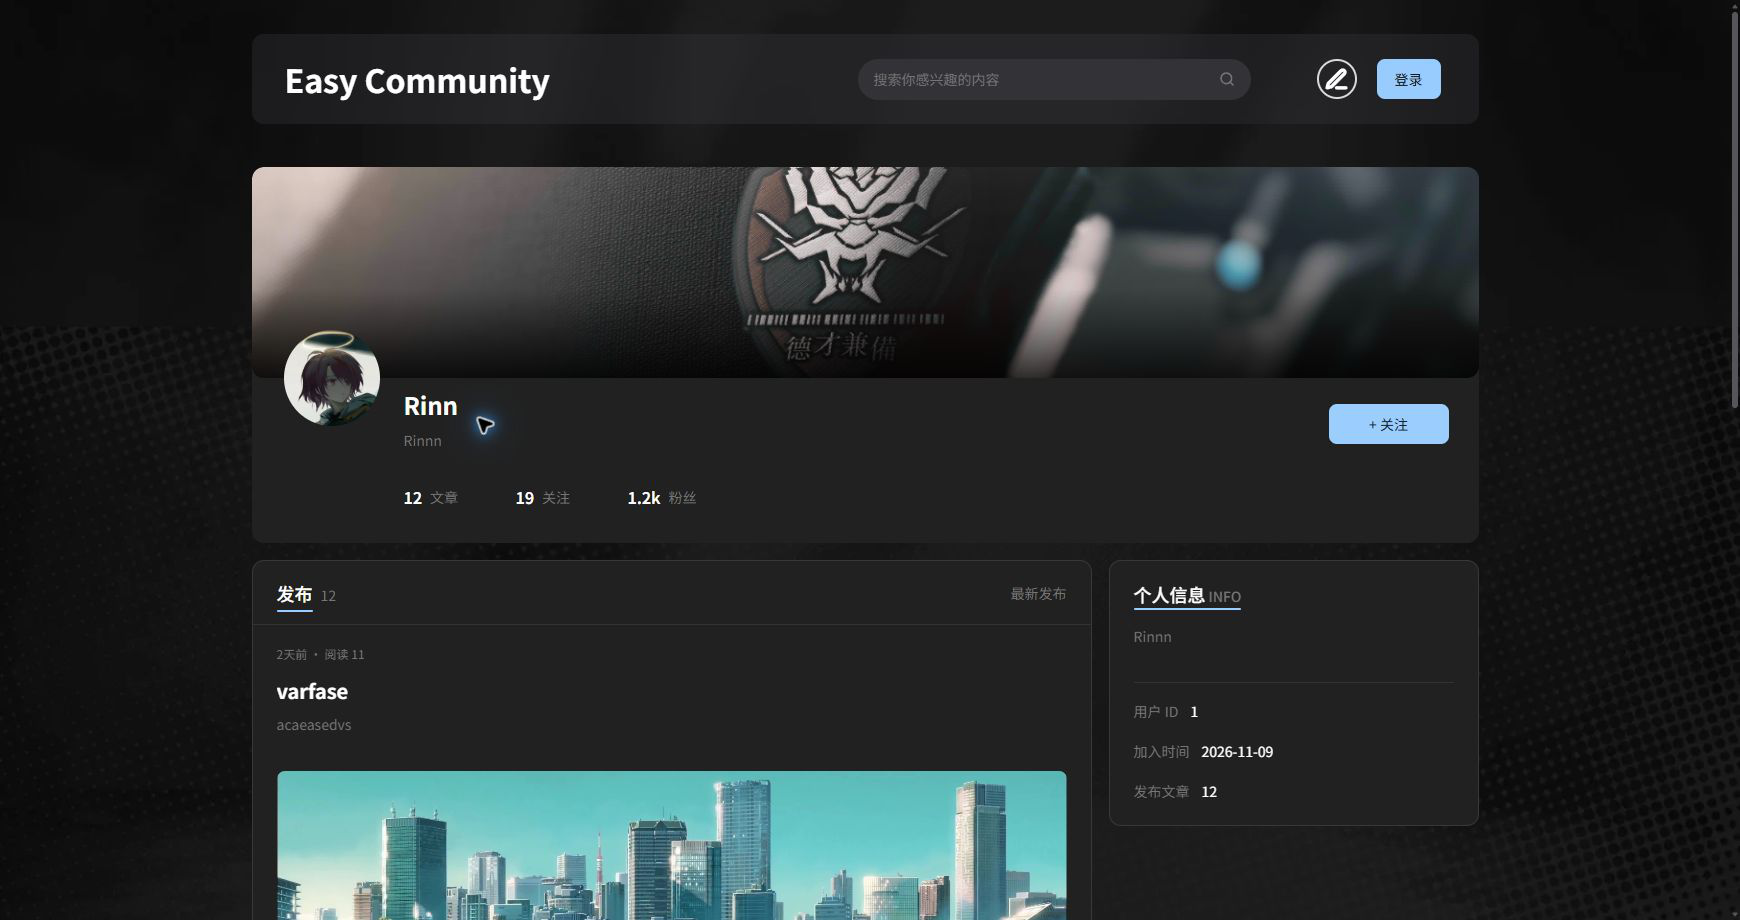 Easy Community
搜索你感兴趣的内容
登录
德才兼備
Rinn
Rinnn
+ 关注
12 文章 19 关注 1.2k 粉丝
发布 12
最新发布
2天前 · 阅读 11
varfase
acaeasedvs
个人信息 INFO
Rinnn
用户 ID 1
加入时间 2026-11-09
发布文章 12